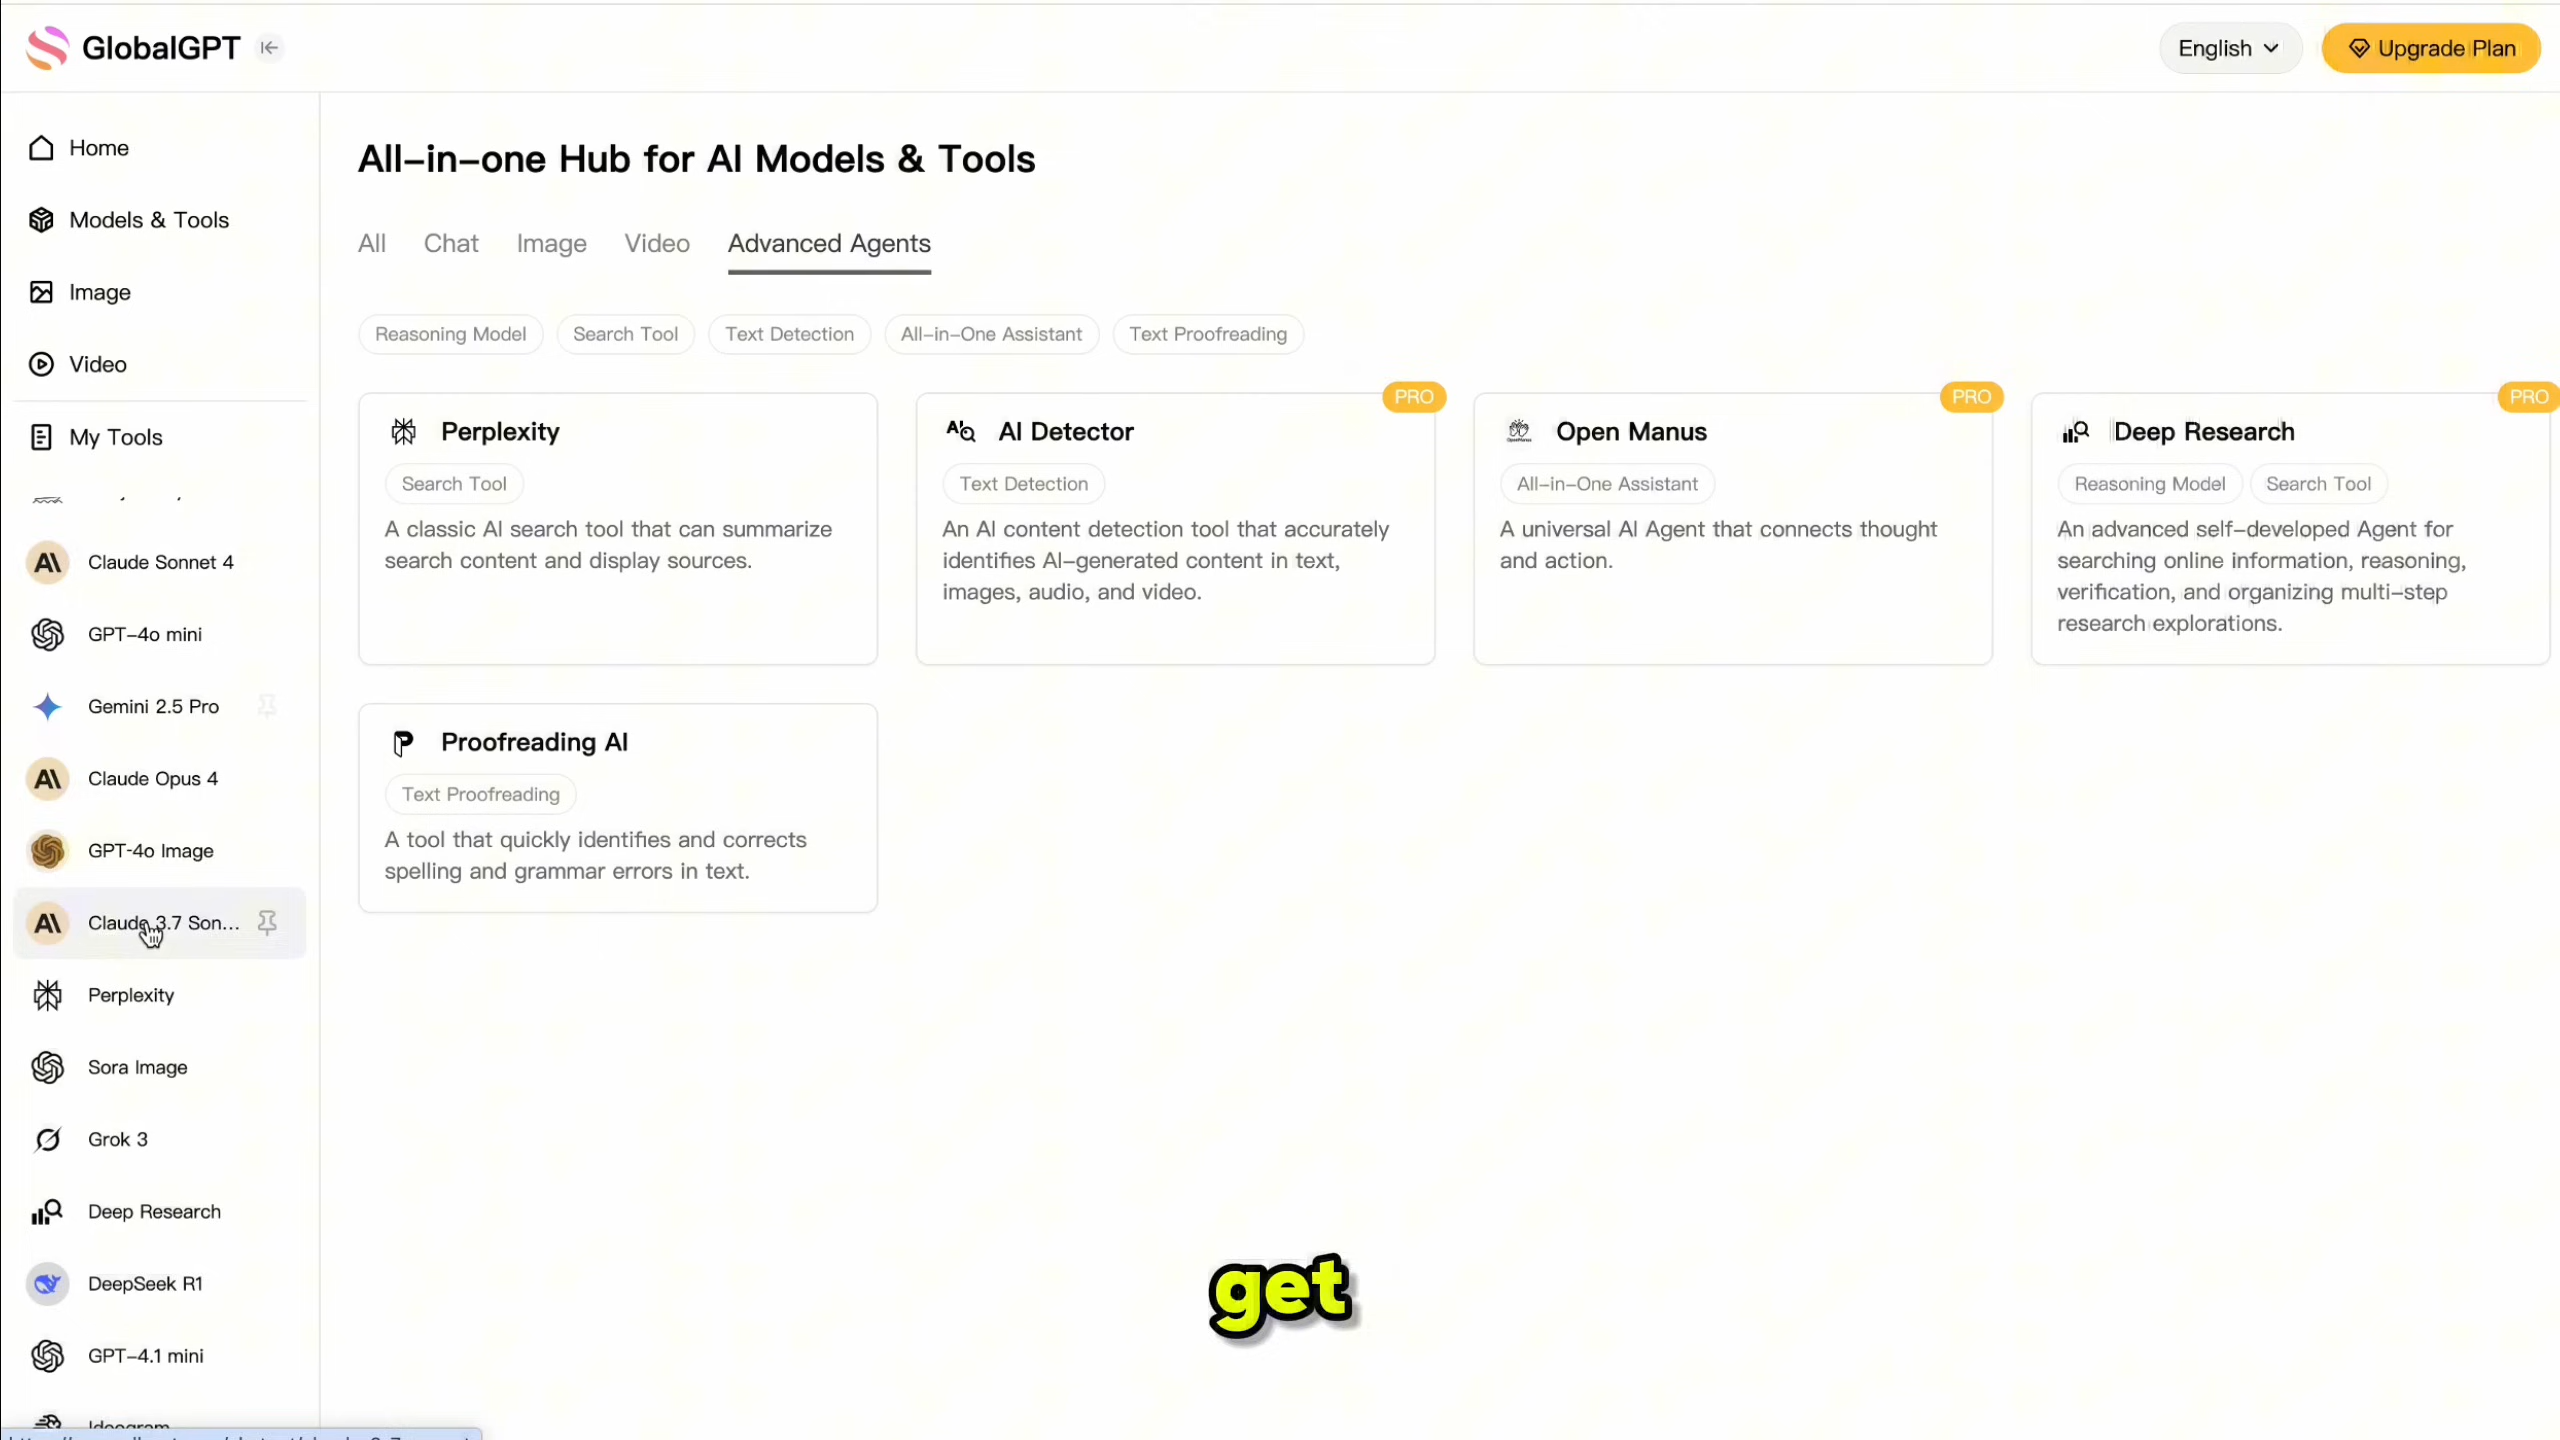 GlobalGPT
English
Upgrade Plan
Home
Models & Tools
Image
Video
My Tools
Claude Sonnet 4
GPT-4o mini
Gemini 2.5 Pro
Claude Opus 4
GPT-4o Image
Claude 3.7 Son...
Perplexity
Sora Image
Grok 3
Deep Research
DeepSeek R1
GPT-4.1 mini
Ideogram
All-in-one Hub for AI Models & Tools
All Chat Image Video Advanced Agents
Reasoning Model Search Tool Text Detection All-in-One Assistant Text Proofreading
Perplexity
Search Tool
A classic AI search tool that can summarize
search content and display sources.
PRO
AI Detector
Text Detection
An AI content detection tool that accurately
identifies AI-generated content in text,
images, audio, and video.
PRO
Open Manus
All-in-One Assistant
A universal AI Agent that connects thought
and action.
PRO
Deep Research
Reasoning Model Search Tool
An advanced self-developed Agent for
searching online information, reasoning,
verification, and organizing multi-step
research explorations.
Proofreading AI
Text Proofreading
A tool that quickly identifies and corrects
spelling and grammar errors in text.
get